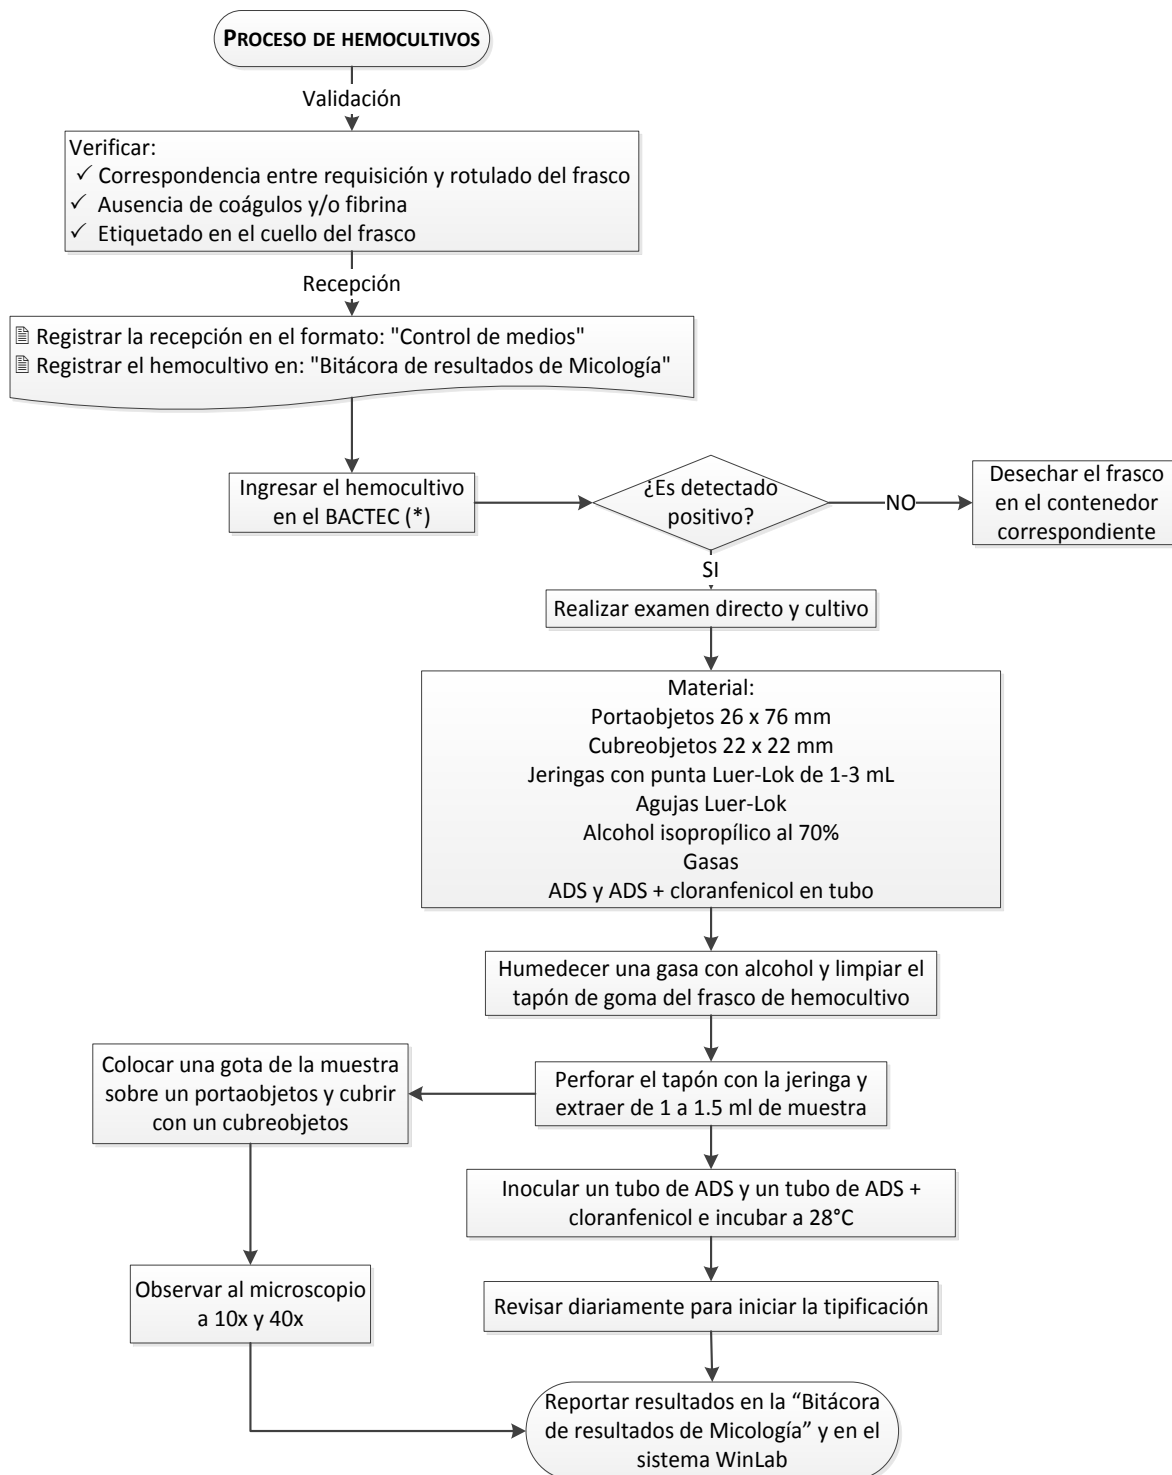 PROCESO DE HEMOCULTIVOS
Validación
Verificar:
✓ Correspondencia entre requisición y rotulado del frasco
✓ Ausencia de coágulos y/o fibrina
✓ Etiquetado en el cuello del frasco
Recepción
Registrar la recepción en el formato: "Control de medios"
Registrar el hemocultivo en: "Bitácora de resultados de Micología"
Ingresar el hemocultivo
en el BACTEC (*)
¿Es detectado
positivo?
NO
Desechar el frasco
en el contenedor
correspondiente
SI
Realizar examen directo y cultivo
Material:
Portaobjetos 26 x 76 mm
Cubreobjetos 22 x 22 mm
Jeringas con punta Luer-Lok de 1-3 mL
Agujas Luer-Lok
Alcohol isopropílico al 70%
Gasas
ADS y ADS + cloranfenicol en tubo
Humedecer una gasa con alcohol y limpiar el
tapón de goma del frasco de hemocultivo
Perforar el tapón con la jeringa y
extraer de 1 a 1.5 ml de muestra
Colocar una gota de la muestra
sobre un portaobjetos y cubrir
con un cubreobjetos
Inocular un tubo de ADS y un tubo de ADS +
cloranfenicol e incubar a 28°C
Observar al microscopio
a 10x y 40x
Revisar diariamente para iniciar la tipificación
Reportar resultados en la “Bitácora
de resultados de Micología” y en el
sistema WinLab